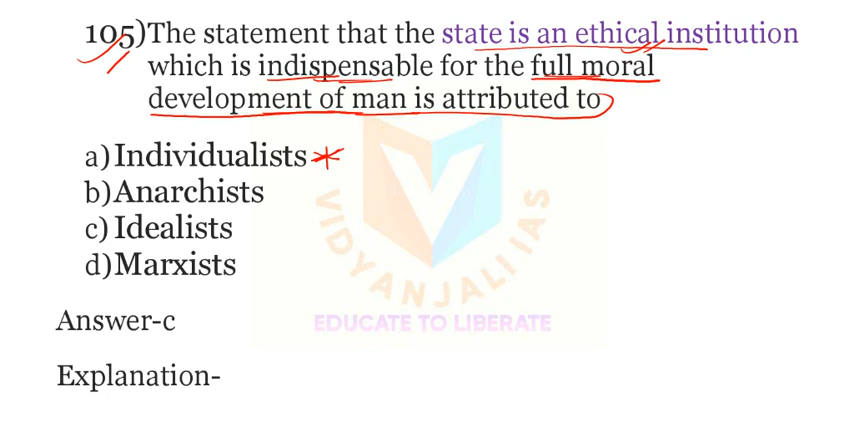 105)The statement that the state is an ethical institution
which is indispensable for the full moral
development of man is attributed to
a)Individualists
b)Anarchists
c) Idealists
d)Marxists
VIDYANJALI IAS
Answer-c
EDUCATE TO LIBERATE
Explanation-